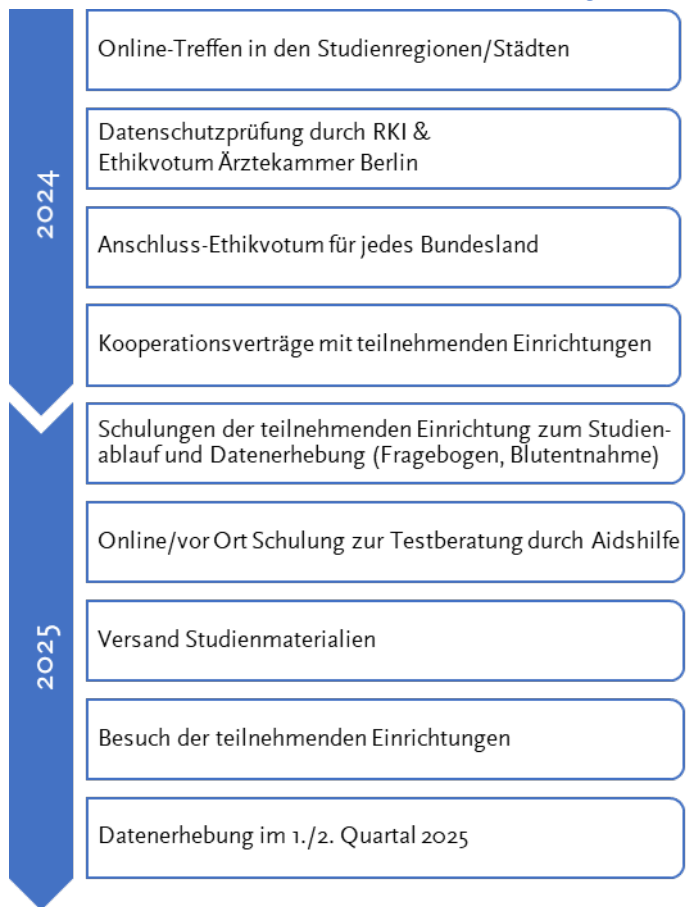 2024
Online-Treffen in den Studienregionen/Städten
Datenschutzprüfung durch RKI &
Ethikvotum Ärztekammer Berlin
Anschluss-Ethikvotum für jedes Bundesland
Kooperationsverträge mit teilnehmenden Einrichtungen
2025
Schulungen der teilnehmenden Einrichtung zum Studien-
ablauf und Datenerhebung (Fragebogen, Blutentnahme)
Online/vor Ort Schulung zur Testberatung durch Aidshilfe
Versand Studienmaterialien
Besuch der teilnehmenden Einrichtungen
Datenerhebung im 1./2. Quartal 2025